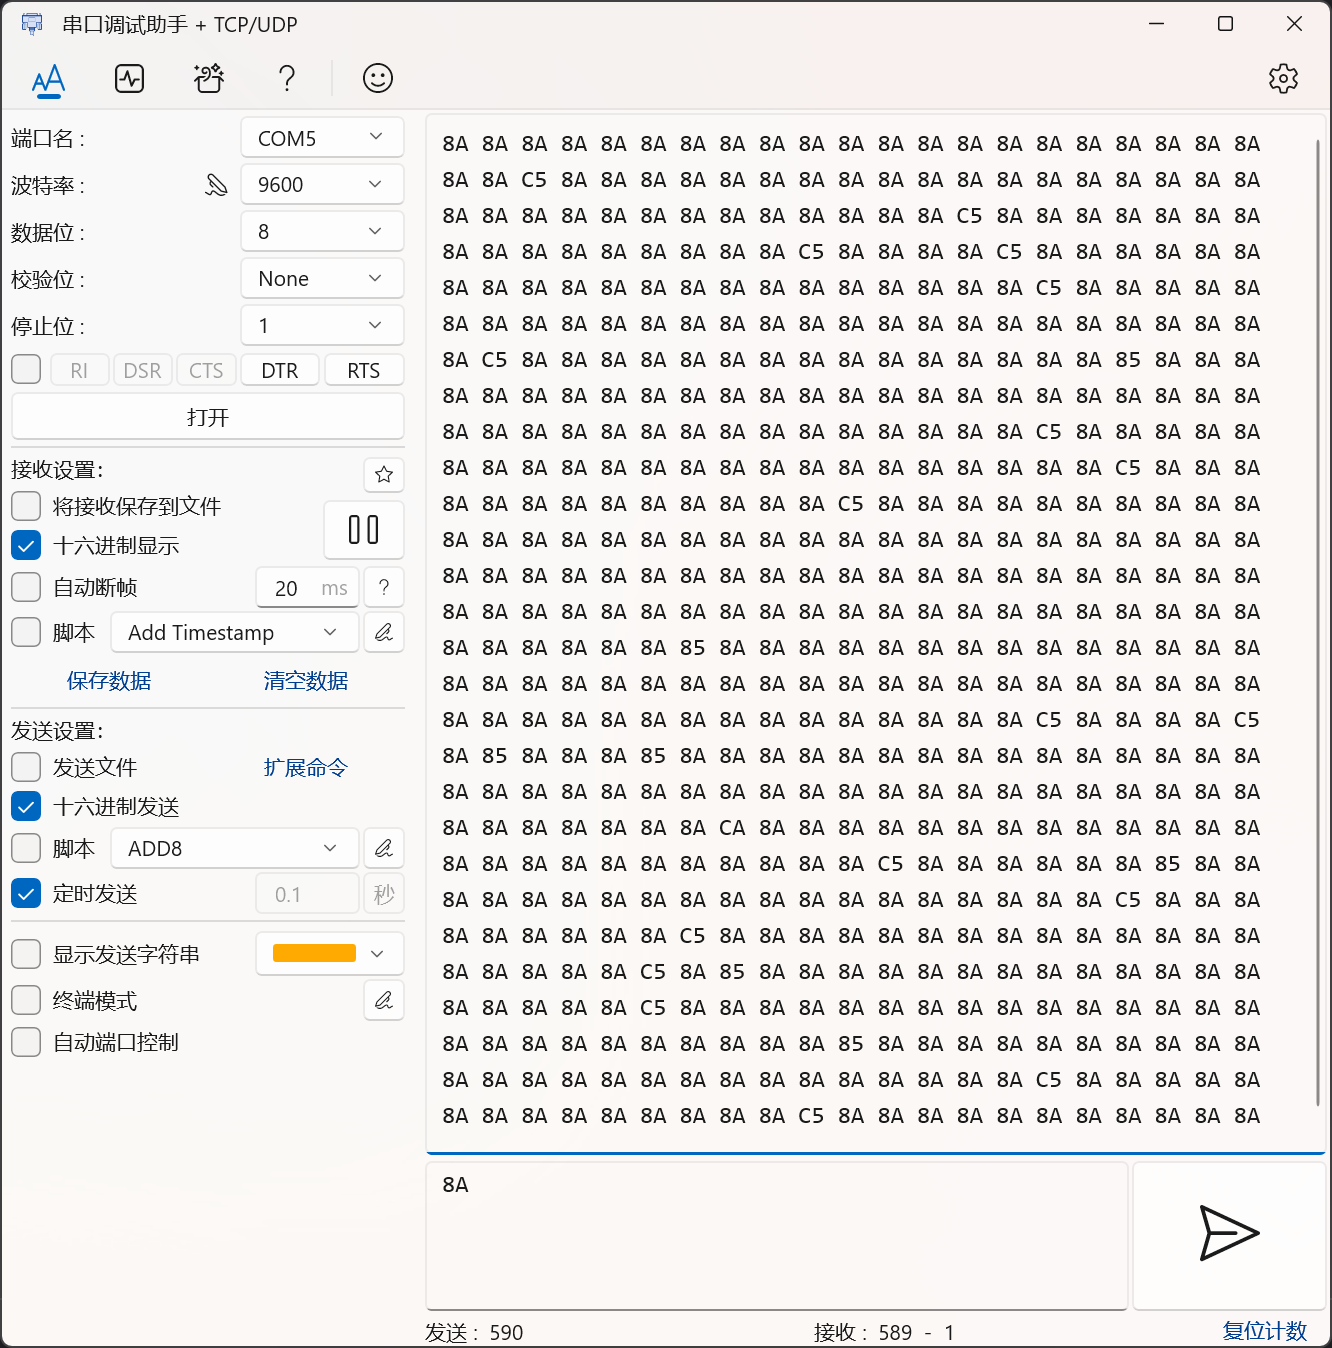 串口调试助手 + TCP/UDP
端口名 :
COM5
波特率 :
9600
数据位 :
8
校验位 :
None
停止位 :
1
RI DSR CTS DTR RTS
打开
接收设置:
将接收保存到文件
十六进制显示
自动断帧
20 ms ?
脚本
Add Timestamp
保存数据
清空数据
发送设置:
发送文件
扩展命令
十六进制发送
脚本
ADD8
定时发送
0.1 秒
显示发送字符串
终端模式
自动端口控制
8A 8A 8A 8A 8A 8A 8A 8A 8A 8A 8A 8A 8A 8A 8A 8A 8A 8A 8A 8A 8A
8A 8A C5 8A 8A 8A 8A 8A 8A 8A 8A 8A 8A 8A 8A 8A 8A 8A 8A 8A 8A
8A 8A 8A 8A 8A 8A 8A 8A 8A 8A 8A 8A 8A C5 8A 8A 8A 8A 8A 8A 8A
8A 8A 8A 8A 8A 8A 8A 8A 8A C5 8A 8A 8A 8A C5 8A 8A 8A 8A 8A 8A
8A 8A 8A 8A 8A 8A 8A 8A 8A 8A 8A 8A 8A 8A 8A C5 8A 8A 8A 8A 8A
8A 8A 8A 8A 8A 8A 8A 8A 8A 8A 8A 8A 8A 8A 8A 8A 8A 8A 8A 8A 8A
8A C5 8A 8A 8A 8A 8A 8A 8A 8A 8A 8A 8A 8A 8A 8A 8A 85 8A 8A 8A
8A 8A 8A 8A 8A 8A 8A 8A 8A 8A 8A 8A 8A 8A 8A 8A 8A 8A 8A 8A 8A
8A 8A 8A 8A 8A 8A 8A 8A 8A 8A 8A 8A 8A 8A 8A C5 8A 8A 8A 8A 8A
8A 8A 8A 8A 8A 8A 8A 8A 8A 8A 8A 8A 8A 8A 8A 8A 8A C5 8A 8A 8A
8A 8A 8A 8A 8A 8A 8A 8A 8A 8A C5 8A 8A 8A 8A 8A 8A 8A 8A 8A 8A
8A 8A 8A 8A 8A 8A 8A 8A 8A 8A 8A 8A 8A 8A 8A 8A 8A 8A 8A 8A 8A
8A 8A 8A 8A 8A 8A 8A 8A 8A 8A 8A 8A 8A 8A 8A 8A 8A 8A 8A 8A 8A
8A 8A 8A 8A 8A 8A 8A 8A 8A 8A 8A 8A 8A 8A 8A 8A 8A 8A 8A 8A 8A
8A 8A 8A 8A 8A 8A 85 8A 8A 8A 8A 8A 8A 8A 8A 8A 8A 8A 8A 8A 8A
8A 8A 8A 8A 8A 8A 8A 8A 8A 8A 8A 8A 8A 8A 8A 8A 8A 8A 8A 8A 8A
8A 8A 8A 8A 8A 8A 8A 8A 8A 8A 8A 8A 8A 8A 8A C5 8A 8A 8A 8A C5
8A 85 8A 8A 8A 85 8A 8A 8A 8A 8A 8A 8A 8A 8A 8A 8A 8A 8A 8A 8A
8A 8A 8A 8A 8A 8A 8A 8A 8A 8A 8A 8A 8A 8A 8A 8A 8A 8A 8A 8A 8A
8A 8A 8A 8A 8A 8A 8A CA 8A 8A 8A 8A 8A 8A 8A 8A 8A 8A 8A 8A 8A
8A 8A 8A 8A 8A 8A 8A 8A 8A 8A 8A C5 8A 8A 8A 8A 8A 8A 85 8A 8A
8A 8A 8A 8A 8A 8A 8A 8A 8A 8A 8A 8A 8A 8A 8A 8A 8A C5 8A 8A 8A
8A 8A 8A 8A 8A 8A C5 8A 8A 8A 8A 8A 8A 8A 8A 8A 8A 8A 8A 8A 8A
8A 8A 8A 8A 8A C5 8A 85 8A 8A 8A 8A 8A 8A 8A 8A 8A 8A 8A 8A 8A
8A 8A 8A 8A 8A C5 8A 8A 8A 8A 8A 8A 8A 8A 8A 8A 8A 8A 8A 8A 8A
8A 8A 8A 8A 8A 8A 8A 8A 8A 8A 85 8A 8A 8A 8A 8A 8A 8A 8A 8A 8A
8A 8A 8A 8A 8A 8A 8A 8A 8A 8A 8A 8A 8A 8A 8A C5 8A 8A 8A 8A 8A
8A 8A 8A 8A 8A 8A 8A 8A 8A C5 8A 8A 8A 8A 8A 8A 8A 8A 8A 8A 8A
8A
发送 : 590
接收 : 589 - 1
复位计数